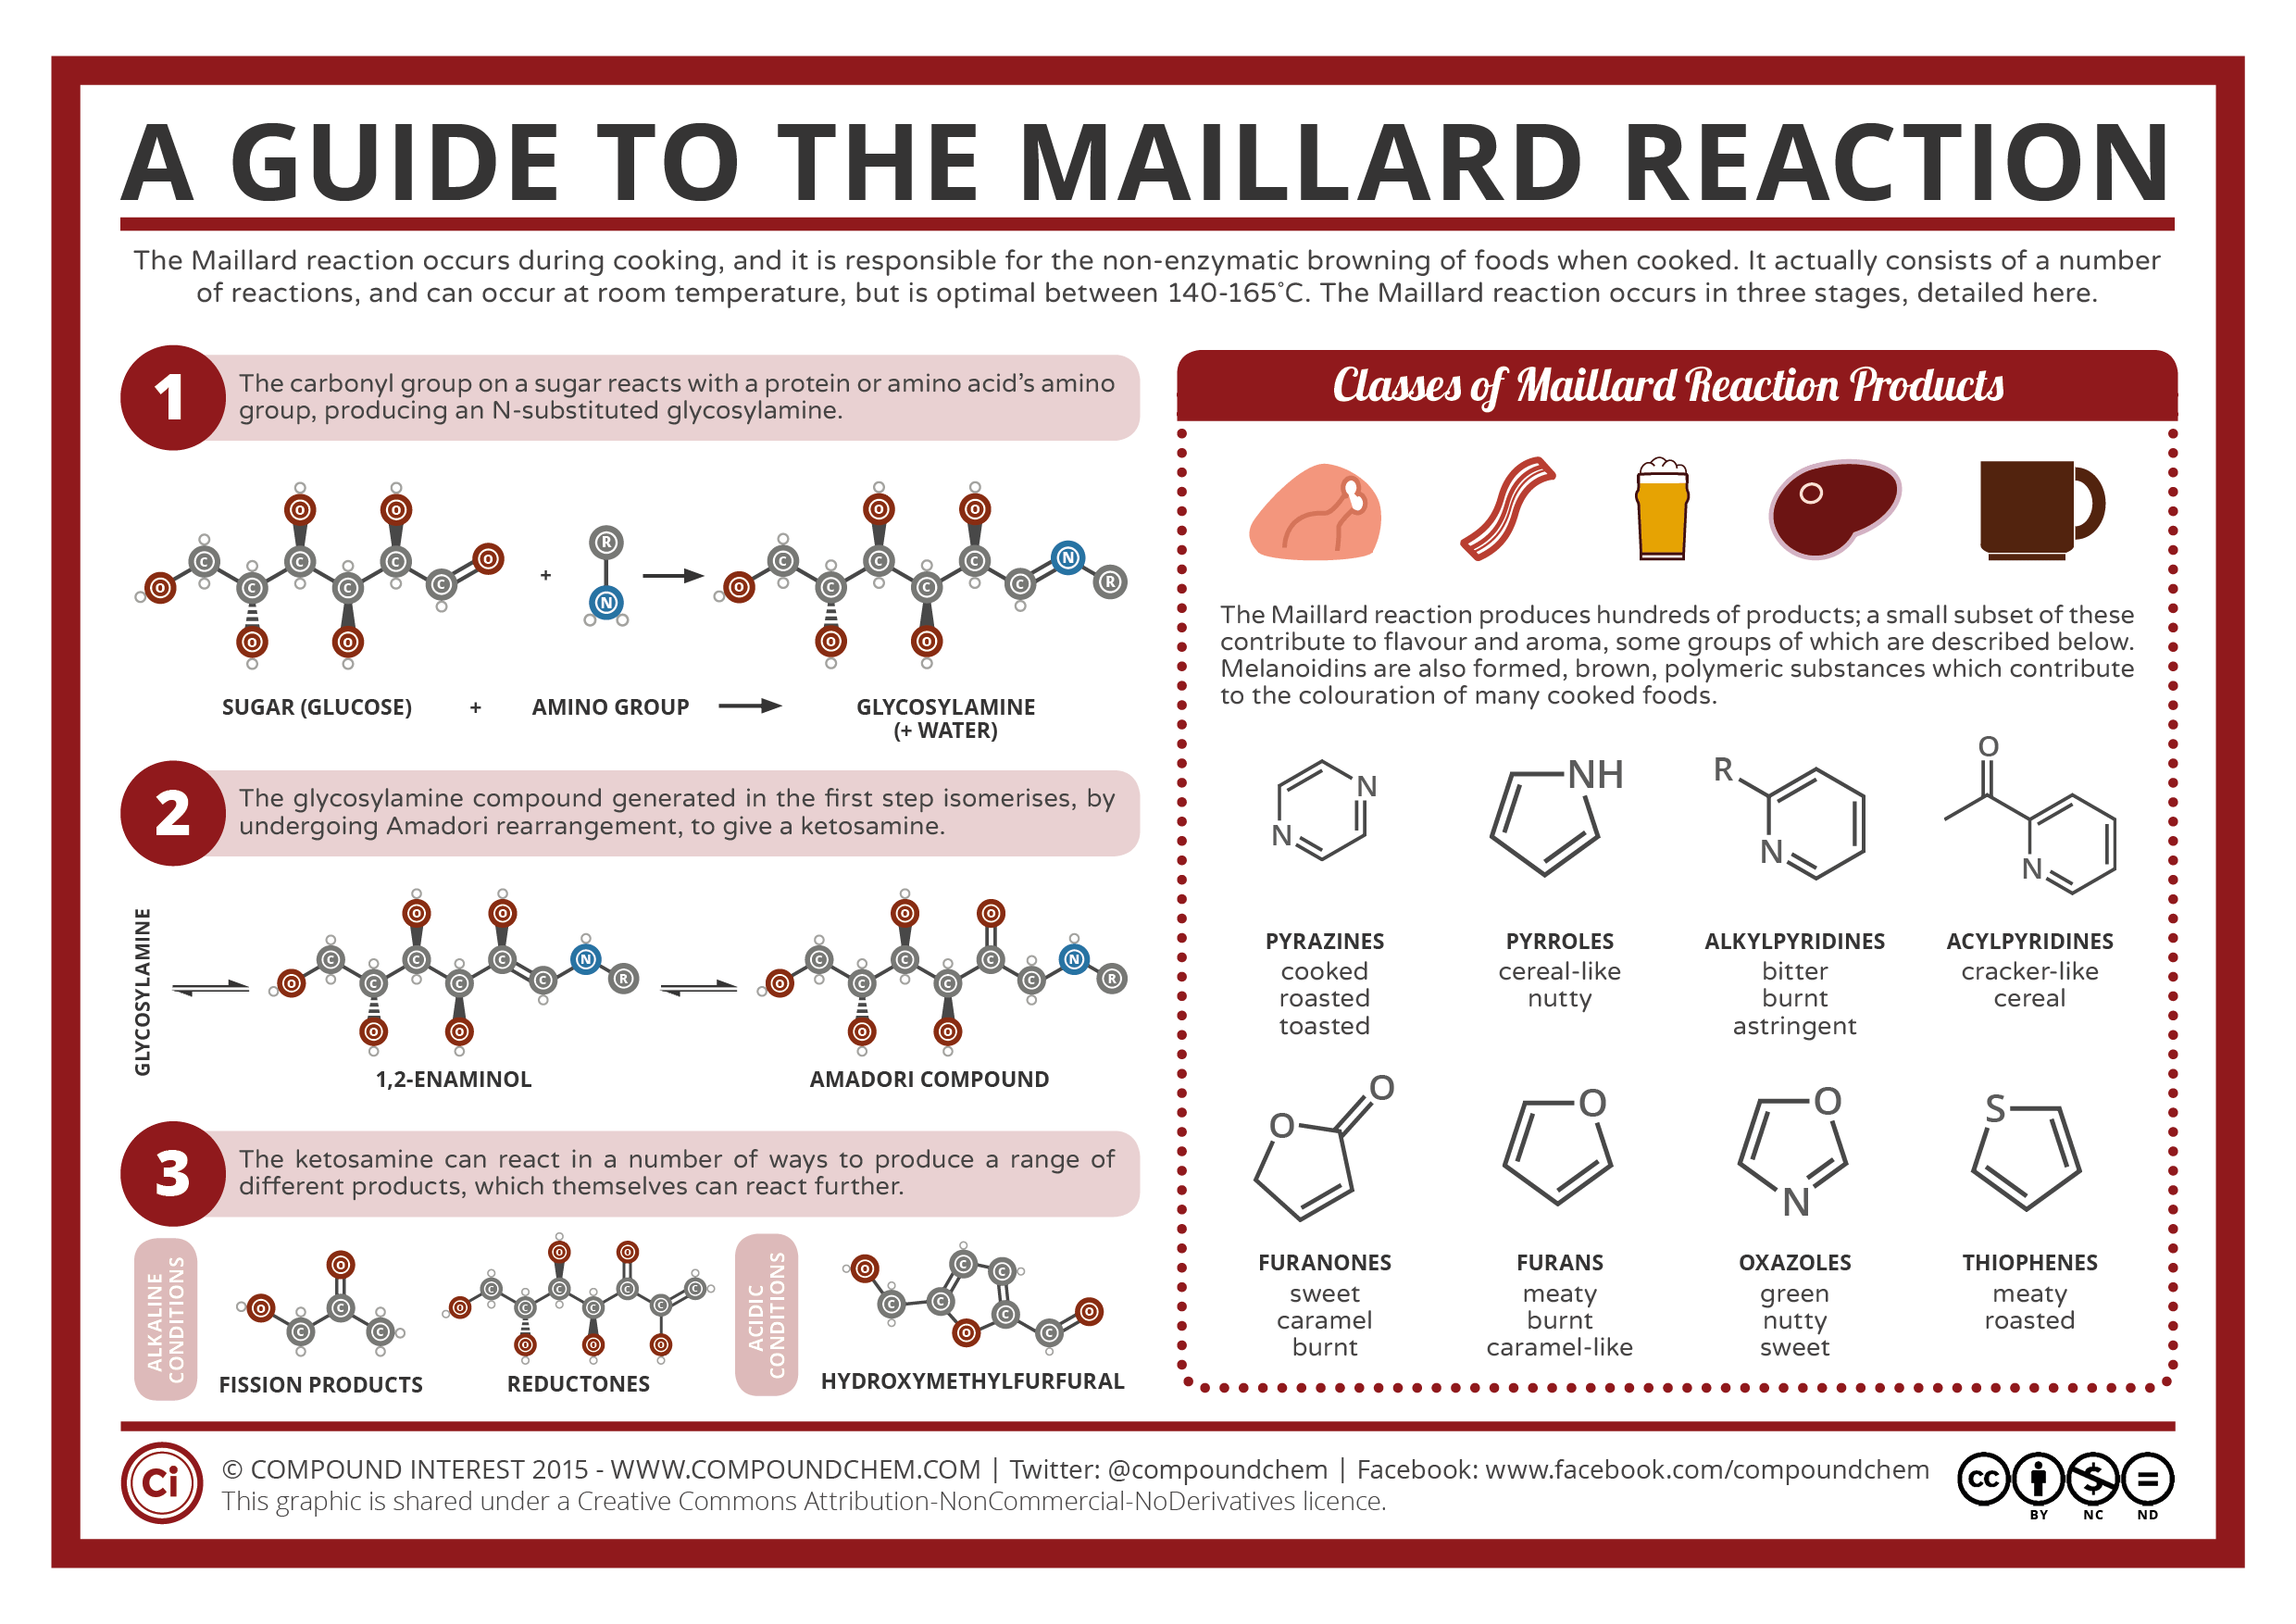 A GUIDE TO THE MAILLARD REACTION
The Maillard reaction occurs during cooking, and it is responsible for the non-enzymatic browning of foods when cooked. It actually consists of a number
of reactions, and can occur at room temperature, but is optimal between 140-165°C. The Maillard reaction occurs in three stages, detailed here.
1
The carbonyl group on a sugar reacts with a protein or amino acid's amino
group, producing an N-substituted glycosylamine.
O C C O C C O C O O O
+
R N
O C C O C C O C N R O O
SUGAR (GLUCOSE) + AMINO GROUP
GLYCOSYLAMINE
(+ WATER)
2
The glycosylamine compound generated in the first step isomerises, by
undergoing Amadori rearrangement, to give a ketosamine.
GLYCOSYLAMINE
O C C O C C O C N R O O
O C C O C C O C N R O O
1,2-ENAMINOL
AMADORI COMPOUND
3
The ketosamine can react in a number of ways to produce a range of
different products, which themselves can react further.
ALKALINE
CONDITIONS
O C C O C
O C C O C C O C C O O O
FISSION PRODUCTS
REDUCTONES
ACIDIC
CONDITIONS
O C C C C C O C O
HYDROXYMETHYLFURFURAL
Classes of Maillard Reaction Products
The Maillard reaction produces hundreds of products; a small subset of these
contribute to flavour and aroma, some groups of which are described below.
Melanoidins are also formed, brown, polymeric substances which contribute
to the colouration of many cooked foods.
N N
NH
R N
O N
PYRAZINES
cooked
roasted
toasted
PYRROLES
cereal-like
nutty
ALKYLPYRIDINES
bitter
burnt
astringent
ACYLPYRIDINES
cracker-like
cereal
O O
O
O N
S
FURANONES
sweet
caramel
burnt
FURANS
meaty
burnt
caramel-like
OXAZOLES
green
nutty
sweet
THIOPHENES
meaty
roasted
Ci
© COMPOUND INTEREST 2015 - WWW.COMPOUNDCHEM.COM | Twitter: @compoundchem | Facebook: www.facebook.com/compoundchem
This graphic is shared under a Creative Commons Attribution-NonCommercial-NoDerivatives licence.
cc $ =
BY NC ND